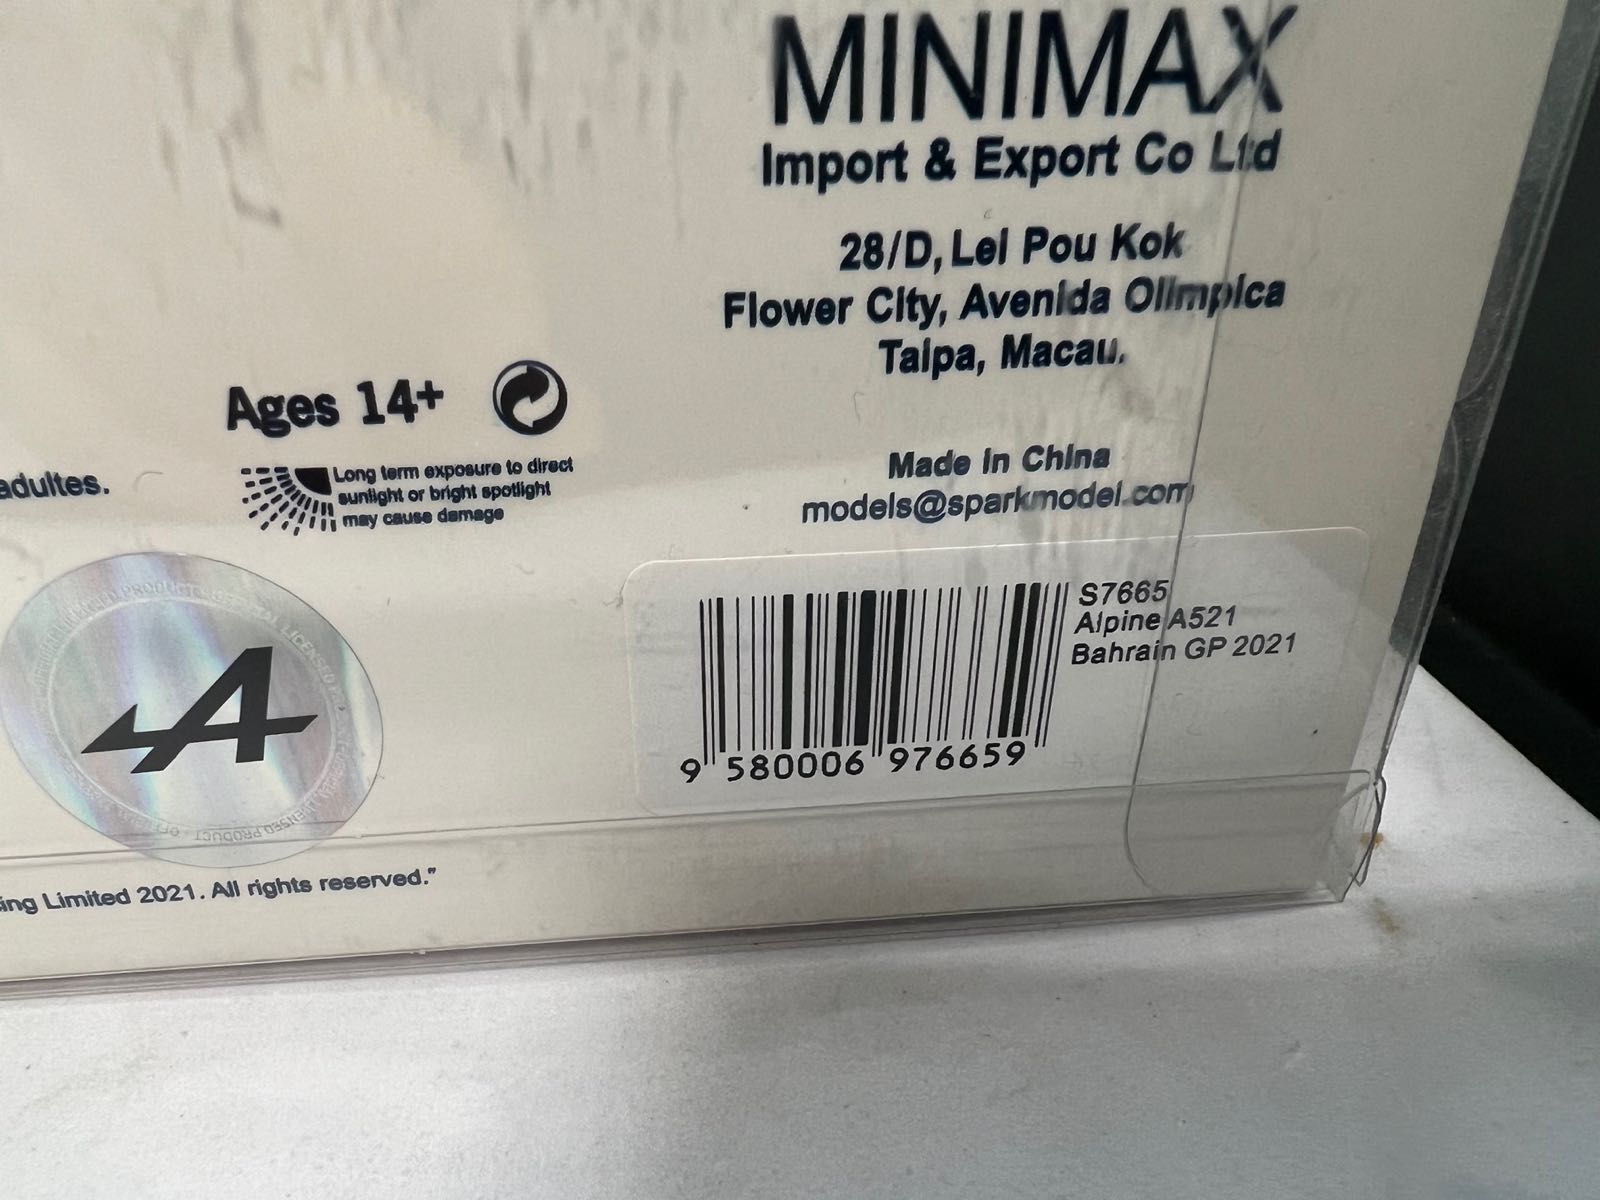 MINIMAX
Import & Export Co Ltd
28/D, Lei Pou Kok
Flower City, Avenida Olimpica
Taipa, Macau.
Ages 14+
Long term exposure to direct
sunlight or bright spotlight
may cause damage
adultes.
Made in China
models@sparkmodel.com
S7665
Alpine A521
Bahrain GP 2021
9 580006 976659
A
ing Limited 2021. All rights reserved."